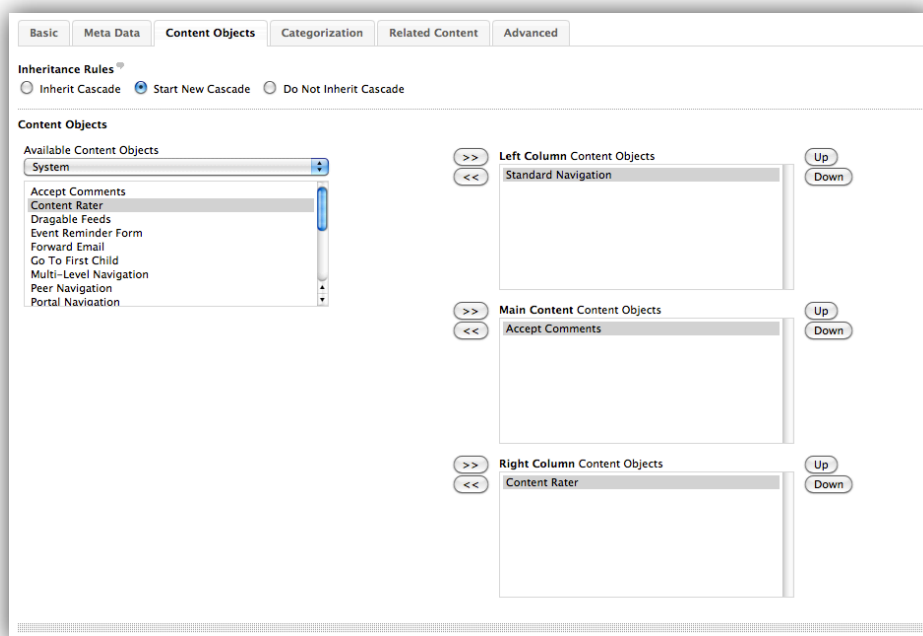 Basic Meta Data Content Objects Categorization Related Content Advanced
Inheritance Rules
Inherit Cascade Start New Cascade Do Not Inherit Cascade
Content Objects
Available Content Objects
System
Accept Comments
Content Rater
Dragable Feeds
Event Reminder Form
Forward Email
Go To First Child
Multi-Level Navigation
Peer Navigation
Portal Navigation
>> Left Column Content Objects Up
<< Standard Navigation Down
>> Main Content Content Objects Up
<< Accept Comments Down
>> Right Column Content Objects Up
<< Content Rater Down